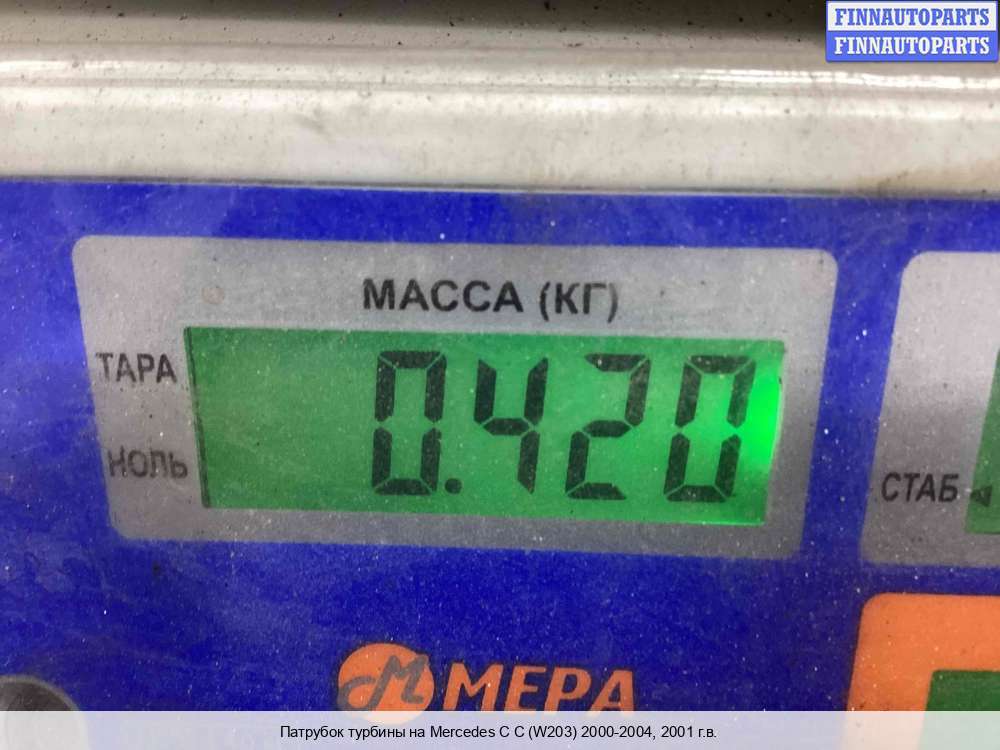 FINNAUTOPARTS
FINNAUTOPARTS
МАССА (КГ)
ТАРА
0.420
НОЛЬ
СТАБ
М МЕРА
Патрубок турбины на Mercedes C C (W203) 2000-2004, 2001 г.в.